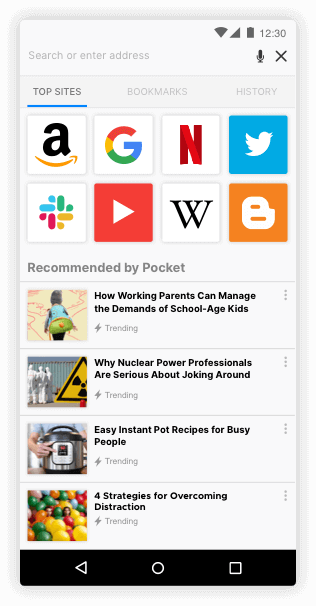 12:30
Search or enter address
TOP SITES
BOOKMARKS
HISTORY
a
G
N
W
Recommended by Pocket
How Working Parents Can Manage
the Demands of School-Age Kids
Trending
Why Nuclear Power Professionals
Are Serious About Joking Around
Trending
Easy Instant Pot Recipes for Busy
People
Trending
4 Strategies for Overcoming
Distraction
Trending